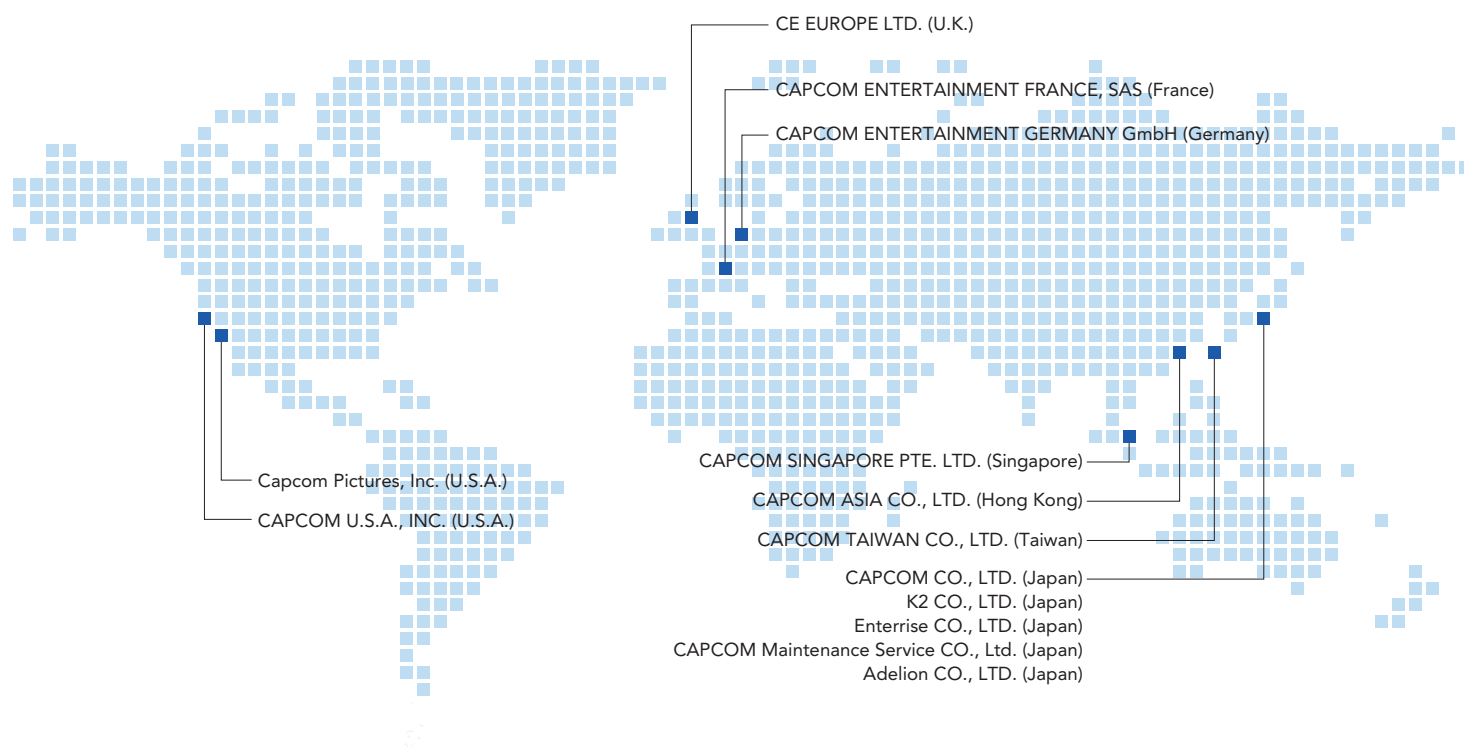 CE EUROPE LTD. (U.K.)
CAPCOM ENTERTAINMENT FRANCE, SAS (France)
CAPCOM ENTERTAINMENT GERMANY GmbH (Germany)
Capcom Pictures, Inc. (U.S.A.)
CAPCOM U.S.A., INC. (U.S.A.)
CAPCOM SINGAPORE PTE. LTD. (Singapore)
CAPCOM ASIA CO., LTD. (Hong Kong)
CAPCOM TAIWAN CO., LTD. (Taiwan)
CAPCOM CO., LTD. (Japan)
K2 CO., LTD. (Japan)
Enterrise CO., LTD. (Japan)
CAPCOM Maintenance Service CO., Ltd. (Japan)
Adelion CO., LTD. (Japan)